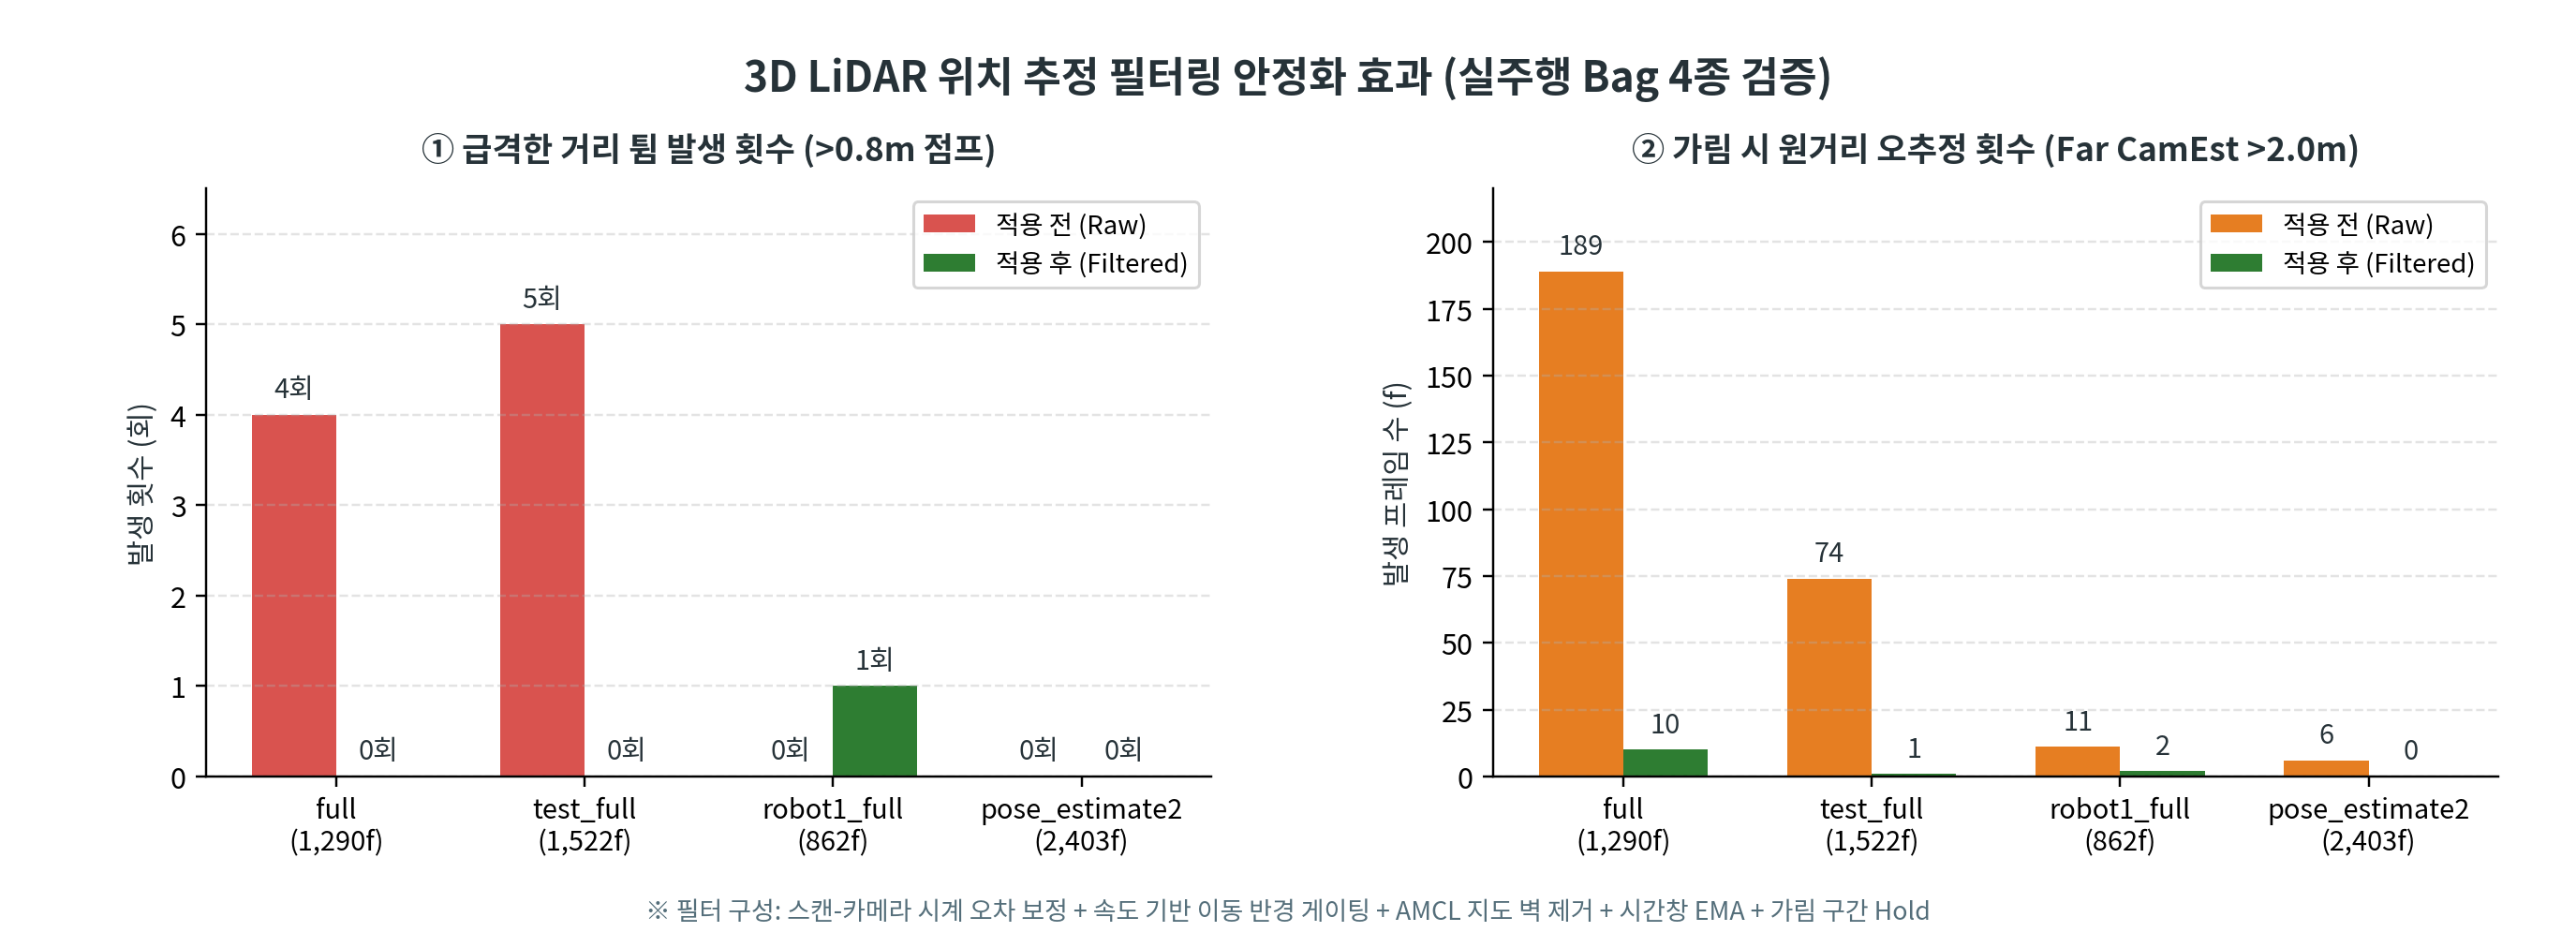 3D LiDAR 위치 추정 필터링 안정화 효과 (실주행 Bag 4종 검증)
① 급격한 거리 튐 발생 횟수 (>0.8m 점프)
발생 횟수 (회)
6
5
4
3
2
1
0
적용 전 (Raw)
적용 후 (Filtered)
4회
0회
5회
0회
0회
1회
0회
0회
full
(1,290f)
test_full
(1,522f)
robot1_full
(862f)
pose_estimate2
(2,403f)
② 가림 시 원거리 오추정 횟수 (Far CamEst >2.0m)
발생 프레임 수 (f)
200
175
150
125
100
75
50
25
0
적용 전 (Raw)
적용 후 (Filtered)
189
10
74
1
11
2
6
0
full
(1,290f)
test_full
(1,522f)
robot1_full
(862f)
pose_estimate2
(2,403f)
※ 필터 구성: 스캔-카메라 시계 오차 보정 + 속도 기반 이동 반경 게이팅 + AMCL 지도 벽 제거 + 시간창 EMA + 가림 구간 Hold